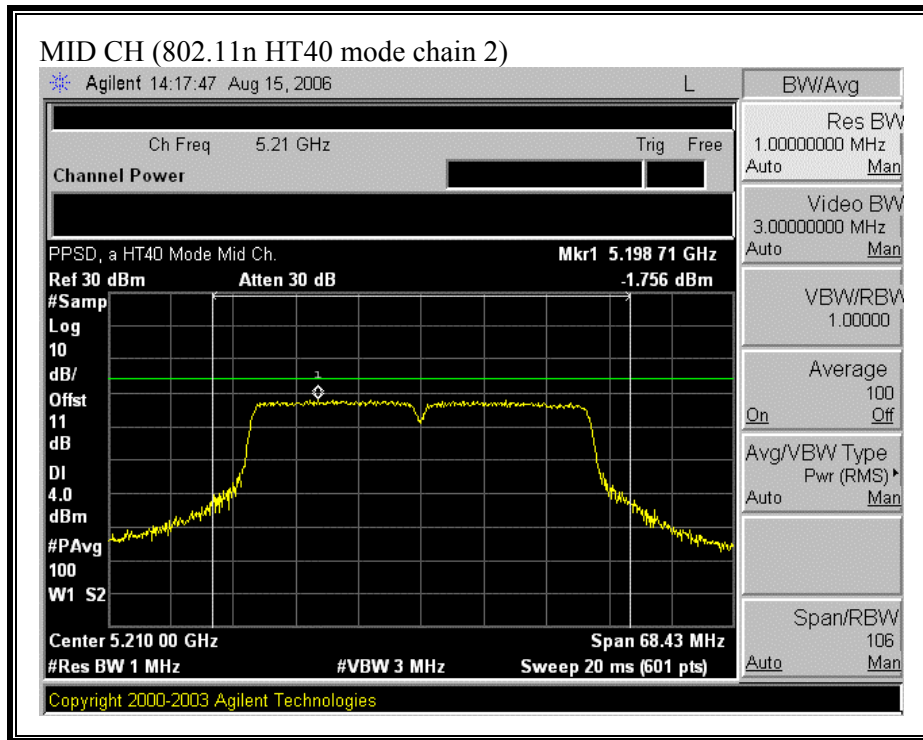 MID CH (802.11n HT40 mode chain 2)
Agilent 14:17:47 Aug 15, 2006 L
BW/Avg
Ch Freq 5.21 GHz Trig Free
Channel Power
PPSD, a HT40 Mode Mid Ch. Mkr1 5.198 71 GHz
Ref 30 dBm Atten 30 dB -1.756 dBm
#Samp
Log
10
dB/
Offst
11
dB
DI
4.0
dBm
#PAvg
100
W1 S2
1
Center 5.210 00 GHz Span 68.43 MHz
#Res BW 1 MHz #VBW 3 MHz Sweep 20 ms (601 pts)
Copyright 2000-2003 Agilent Technologies
Res BW
1.00000000 MHz
Auto Man
Video BW
3.00000000 MHz
Auto Man
VBW/RBW
1.00000
Average
100
On Off
Avg/VBW Type
Pwr (RMS)
Auto Man
Span/RBW
106
Auto Man